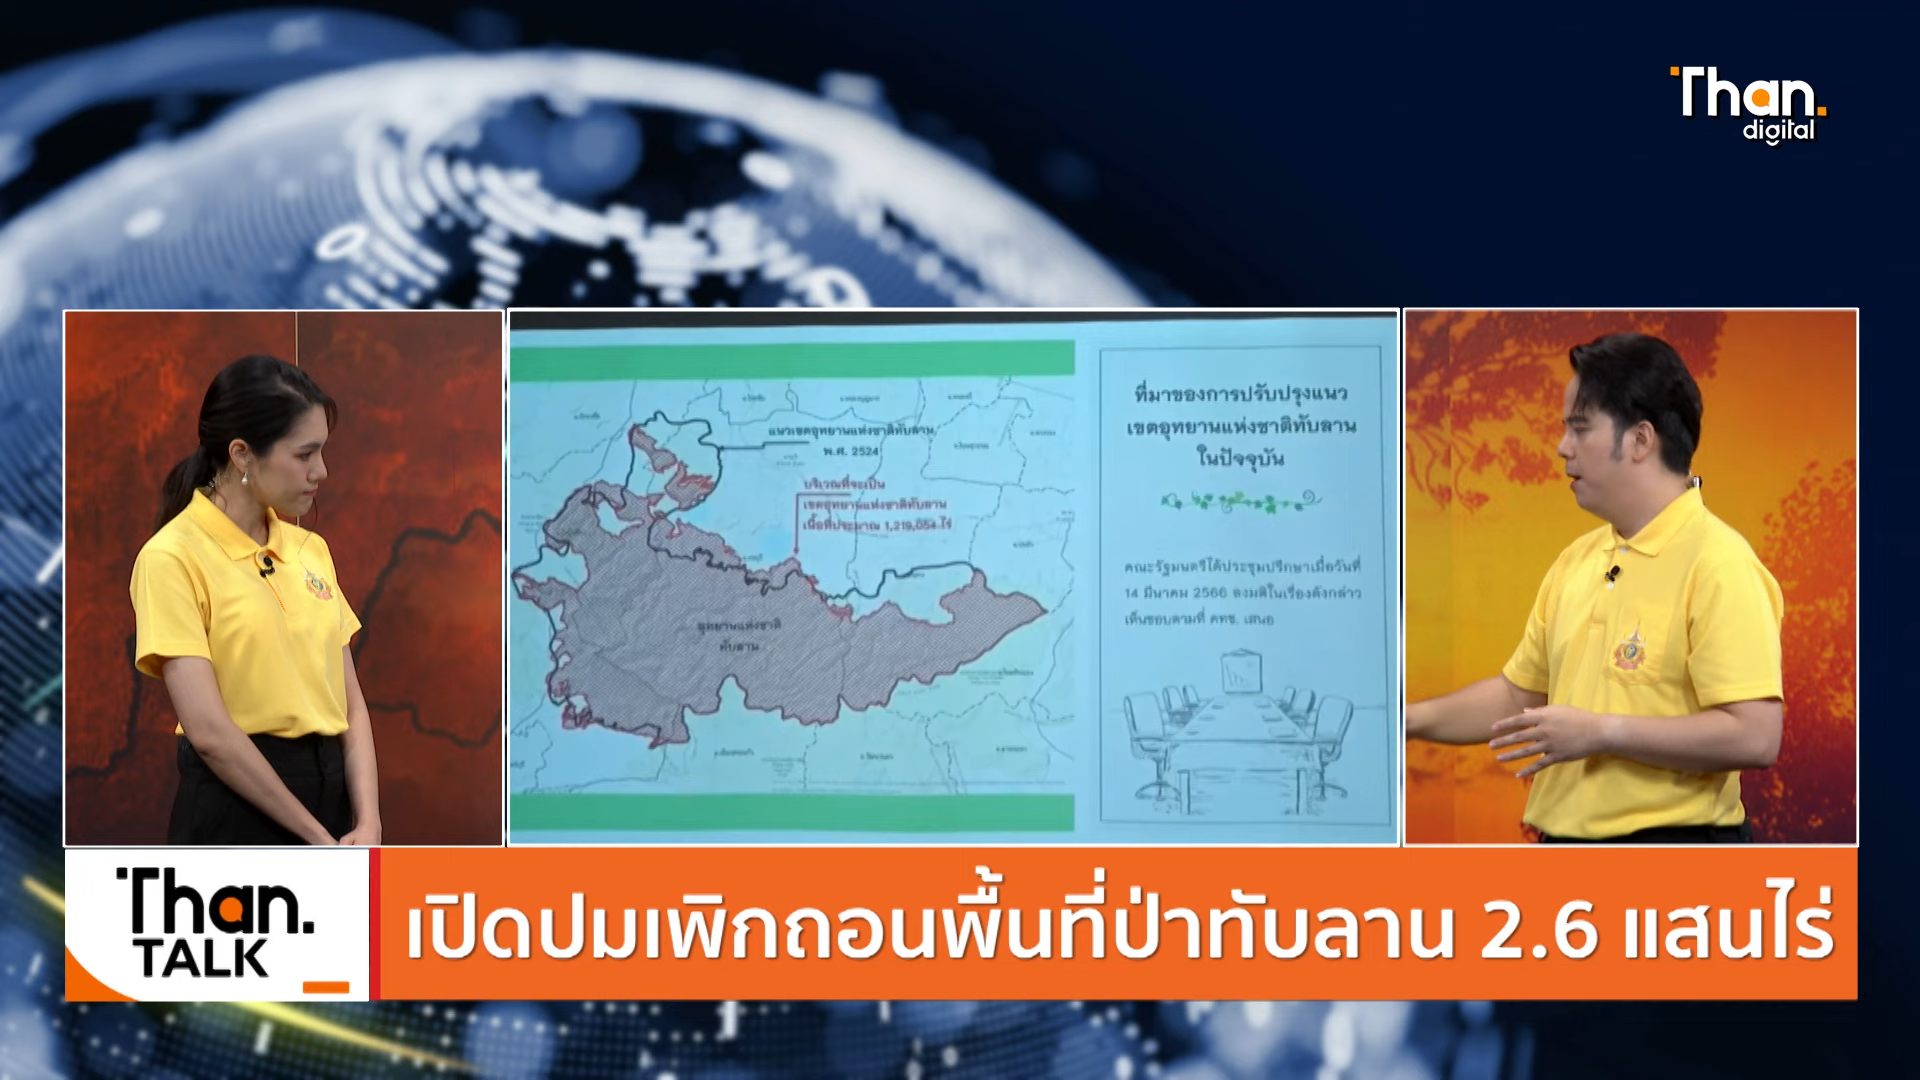 Than.
digital
แนวเขตอุทยานแห่งชาติทับลาน
พ.ศ. 2524
บริเวณที่จะเป็น
เขตอุทยานแห่งชาติทับลาน
เนื้อที่ประมาณ 1,219,054 ไร่
อุทยานแห่งชาติ
ทับลาน
ที่มาของการปรับปรุงแนว
เขตอุทยานแห่งชาติทับลาน
ในปัจจุบัน
คณะรัฐมนตรีได้ประชุมปรึกษาเมื่อวันที่
14 มีนาคม 2566 ลงมติในเรื่องดังกล่าว
เห็นชอบตามที่ คทช. เสนอ
Than.
TALK
เปิดปมเพิกถอนพื้นที่ป่าทับลาน 2.6 แสนไร่